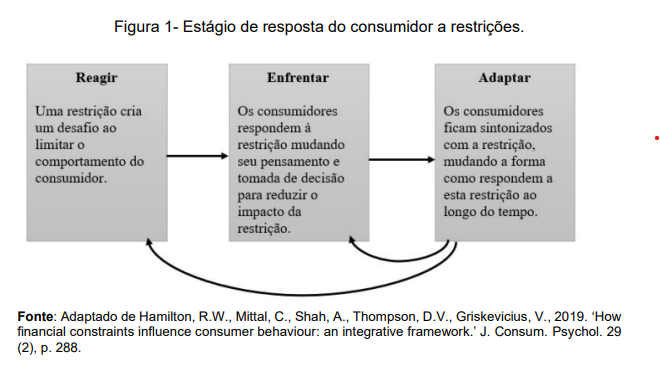 Figura 1- Estágio de resposta do consumidor a restrições.
Reagir
Uma restrição cria
um desafio ao
limitar o
comportamento do
consumidor.
Enfrentar
Os consumidores
respondem à
restrição mudando
seu pensamento e
tomada de decisão
para reduzir o
impacto da
restrição.
Adaptar
Os consumidores
ficam sintonizados
com a restrição,
mudando a forma
como respondem a
esta restrição ao
longo do tempo.
Fonte: Adaptado de Hamilton, R.W., Mittal, C., Shah, A., Thompson, D.V., Griskevicius, V., 2019. ‘How
financial constraints influence consumer behaviour: an integrative framework.’ J. Consum. Psychol. 29
(2), p. 288.